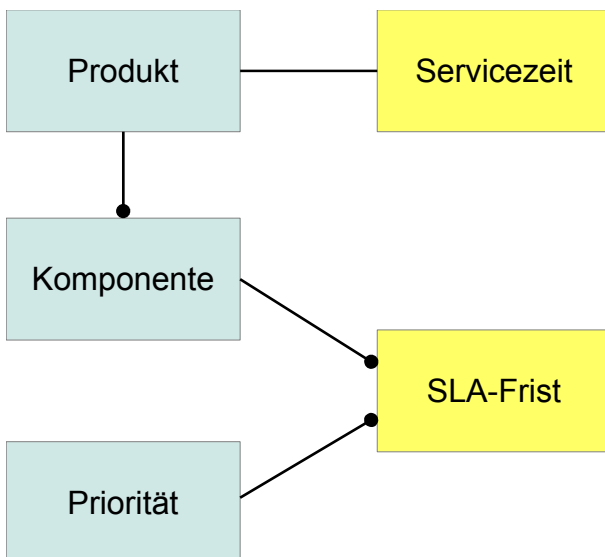 Produkt
Servicezeit
Komponente
SLA-Frist
Priorität